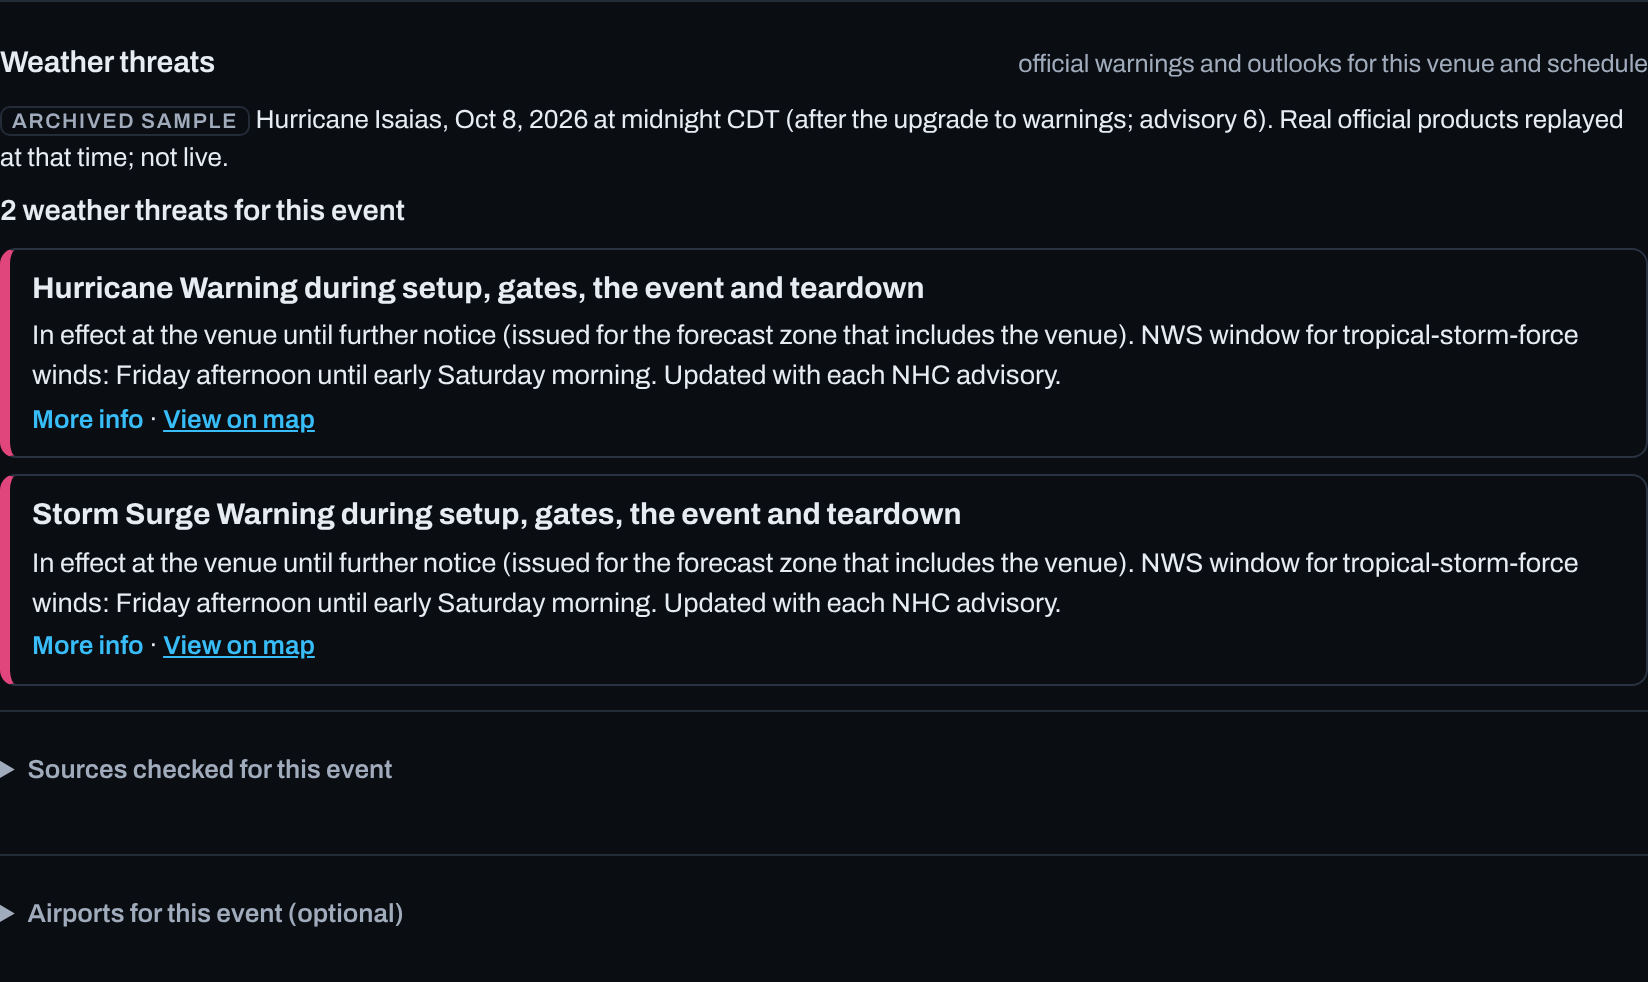 Weather threats
official warnings and outlooks for this venue and schedule
ARCHIVED SAMPLE Hurricane Isaias, Oct 8, 2026 at midnight CDT (after the upgrade to warnings; advisory 6). Real official products replayed
at that time; not live.
2 weather threats for this event
Hurricane Warning during setup, gates, the event and teardown
In effect at the venue until further notice (issued for the forecast zone that includes the venue). NWS window for tropical-storm-force
winds: Friday afternoon until early Saturday morning. Updated with each NHC advisory.
More info · View on map
Storm Surge Warning during setup, gates, the event and teardown
In effect at the venue until further notice (issued for the forecast zone that includes the venue). NWS window for tropical-storm-force
winds: Friday afternoon until early Saturday morning. Updated with each NHC advisory.
More info · View on map
Sources checked for this event
Airports for this event (optional)